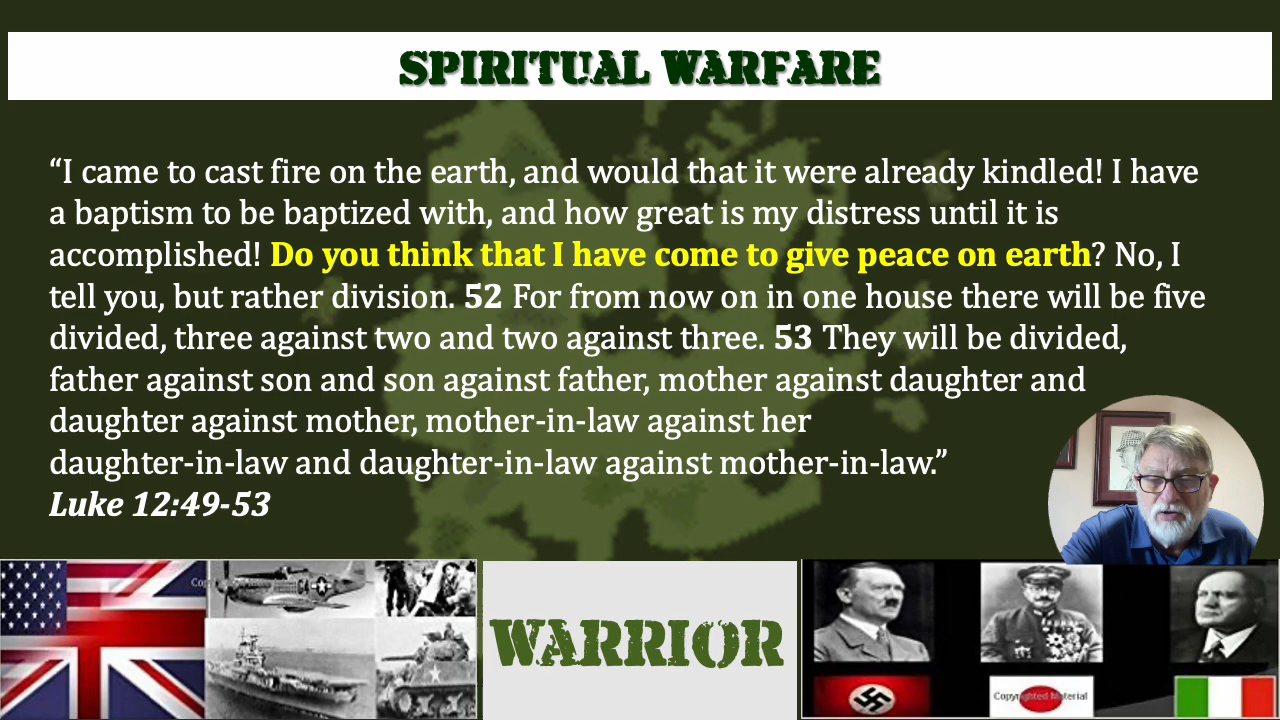 SPIRITUAL WARFARE
“I came to cast fire on the earth, and would that it were already kindled! I have
a baptism to be baptized with, and how great is my distress until it is
accomplished! Do you think that I have come to give peace on earth? No, I
tell you, but rather division. 52 For from now on in one house there will be five
divided, three against two and two against three. 53 They will be divided,
father against son and son against father, mother against daughter and
daughter against mother, mother-in-law against her
daughter-in-law and daughter-in-law against mother-in-law.”
Luke 12:49-53
WARRIOR
Copyrighted Material